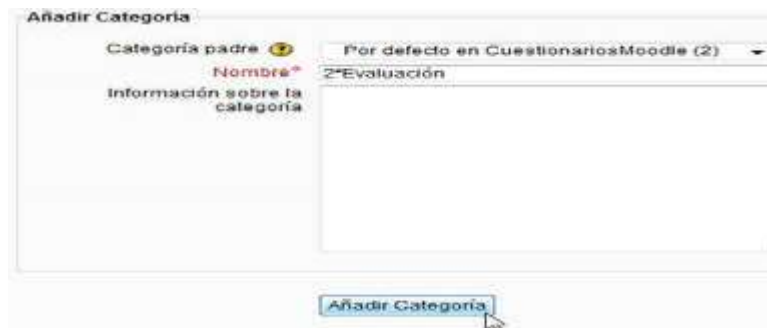 Añadir Categoría
Categoría padre ? Por defecto en CuestionariosMoodle (2)
Nombre* 2ªEvaluación
Información sobre la
categoría
Añadir Categoría